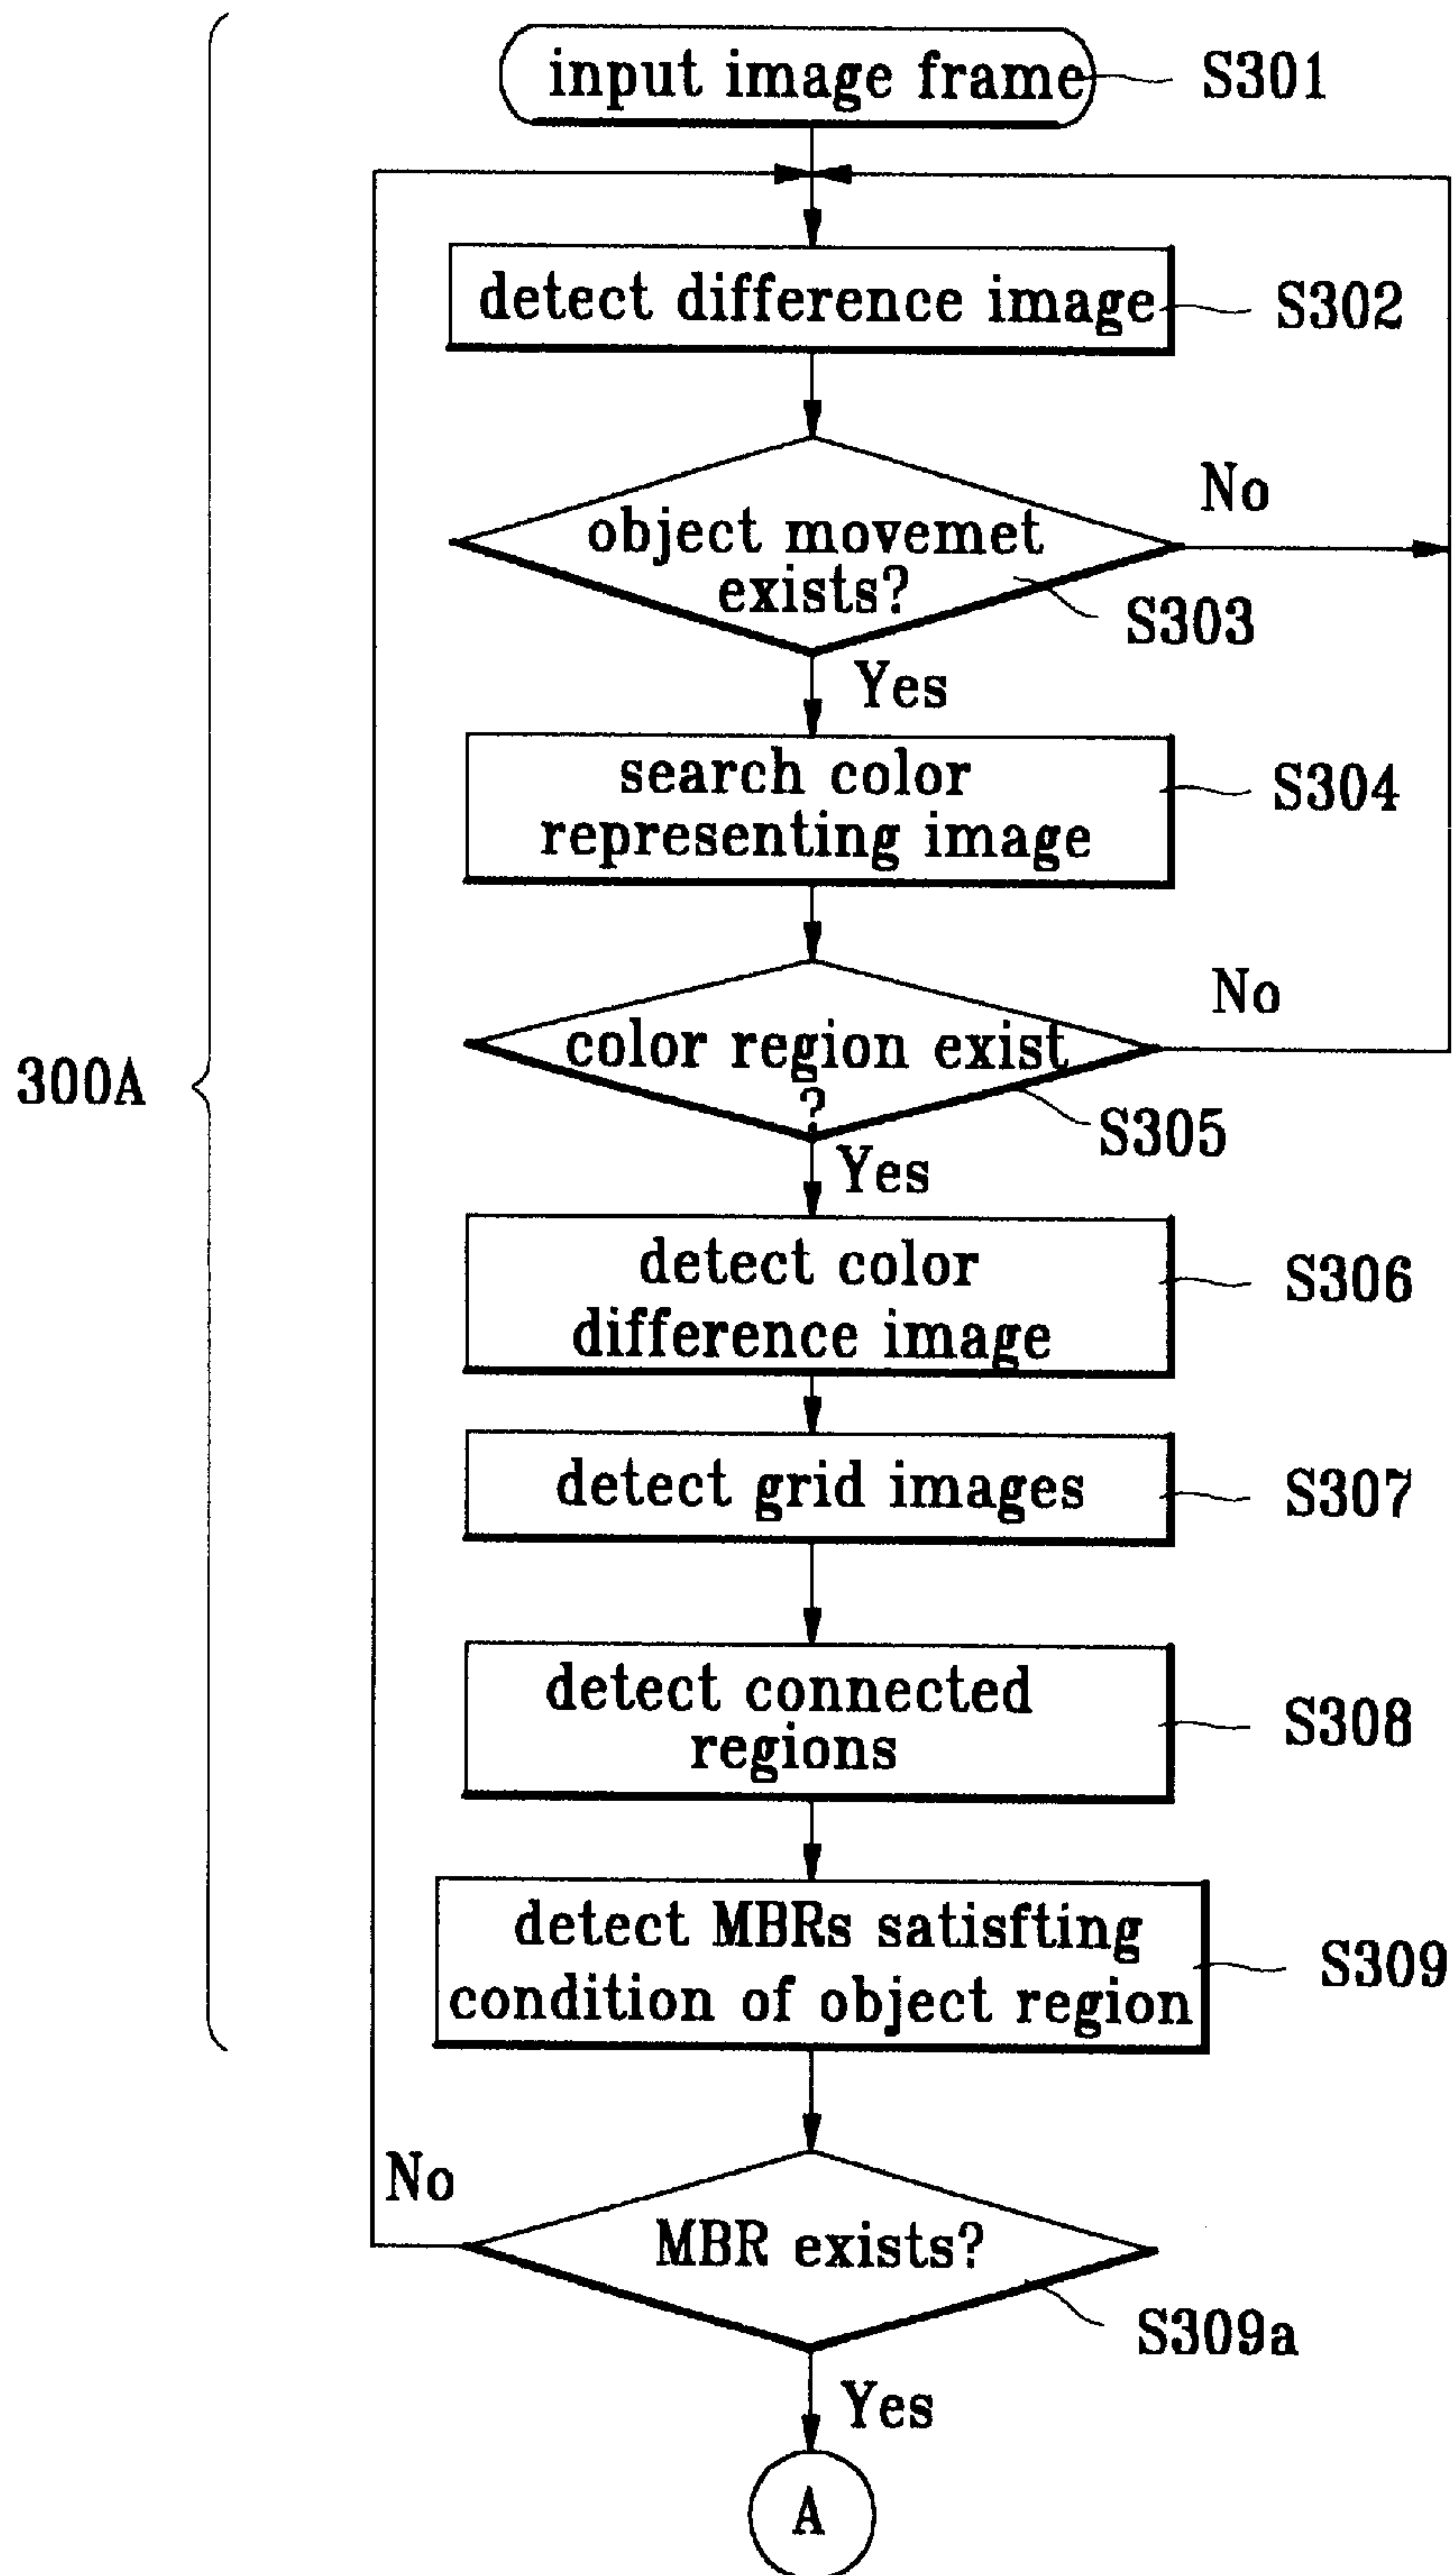 input image frame
S301
detect difference image
S302
No
object movemet
exists?
S303
Yes
search color
representing image
S304
No
color region exist
?
300A
S305
Yes
detect color
difference image
S306
detect grid images
S307
detect connected
regions
S308
detect MBRs satisfting
condition of object region
S309
No
MBR exists?
S309a
Yes
A